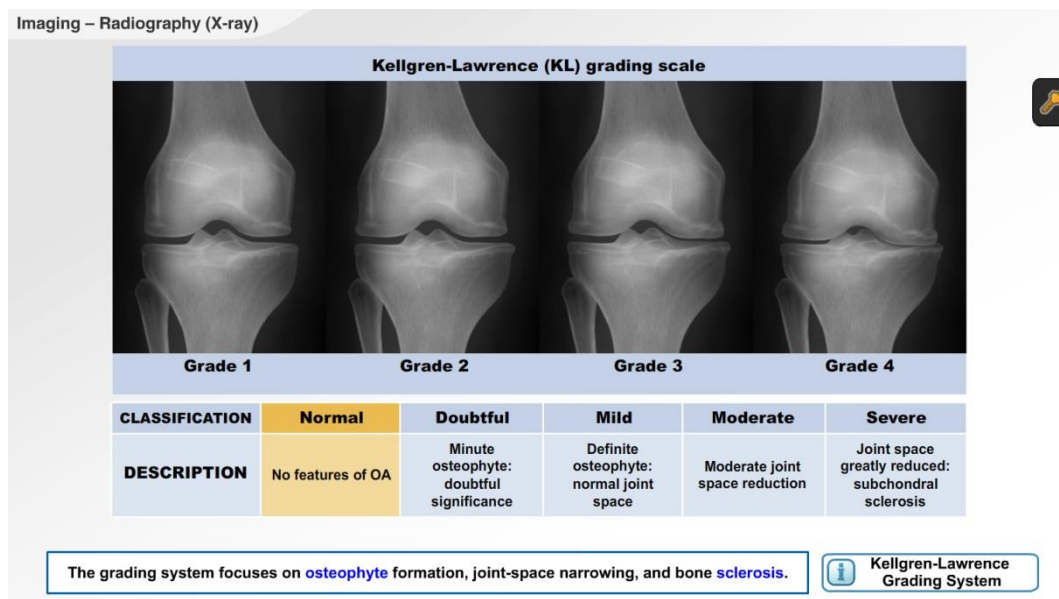 Imaging – Radiography (X-ray)
Kellgren-Lawrence (KL) grading scale
Grade 1 Grade 2 Grade 3 Grade 4
CLASSIFICATION Normal Doubtful Mild Moderate Severe
DESCRIPTION
No features of OA
Minute
osteophyte:
doubtful
significance
Definite
osteophyte:
normal joint
space
Moderate joint
space reduction
Joint space
greatly reduced:
subchondral
sclerosis
The grading system focuses on osteophyte formation, joint-space narrowing, and bone sclerosis.
i
Kellgren-Lawrence
Grading System